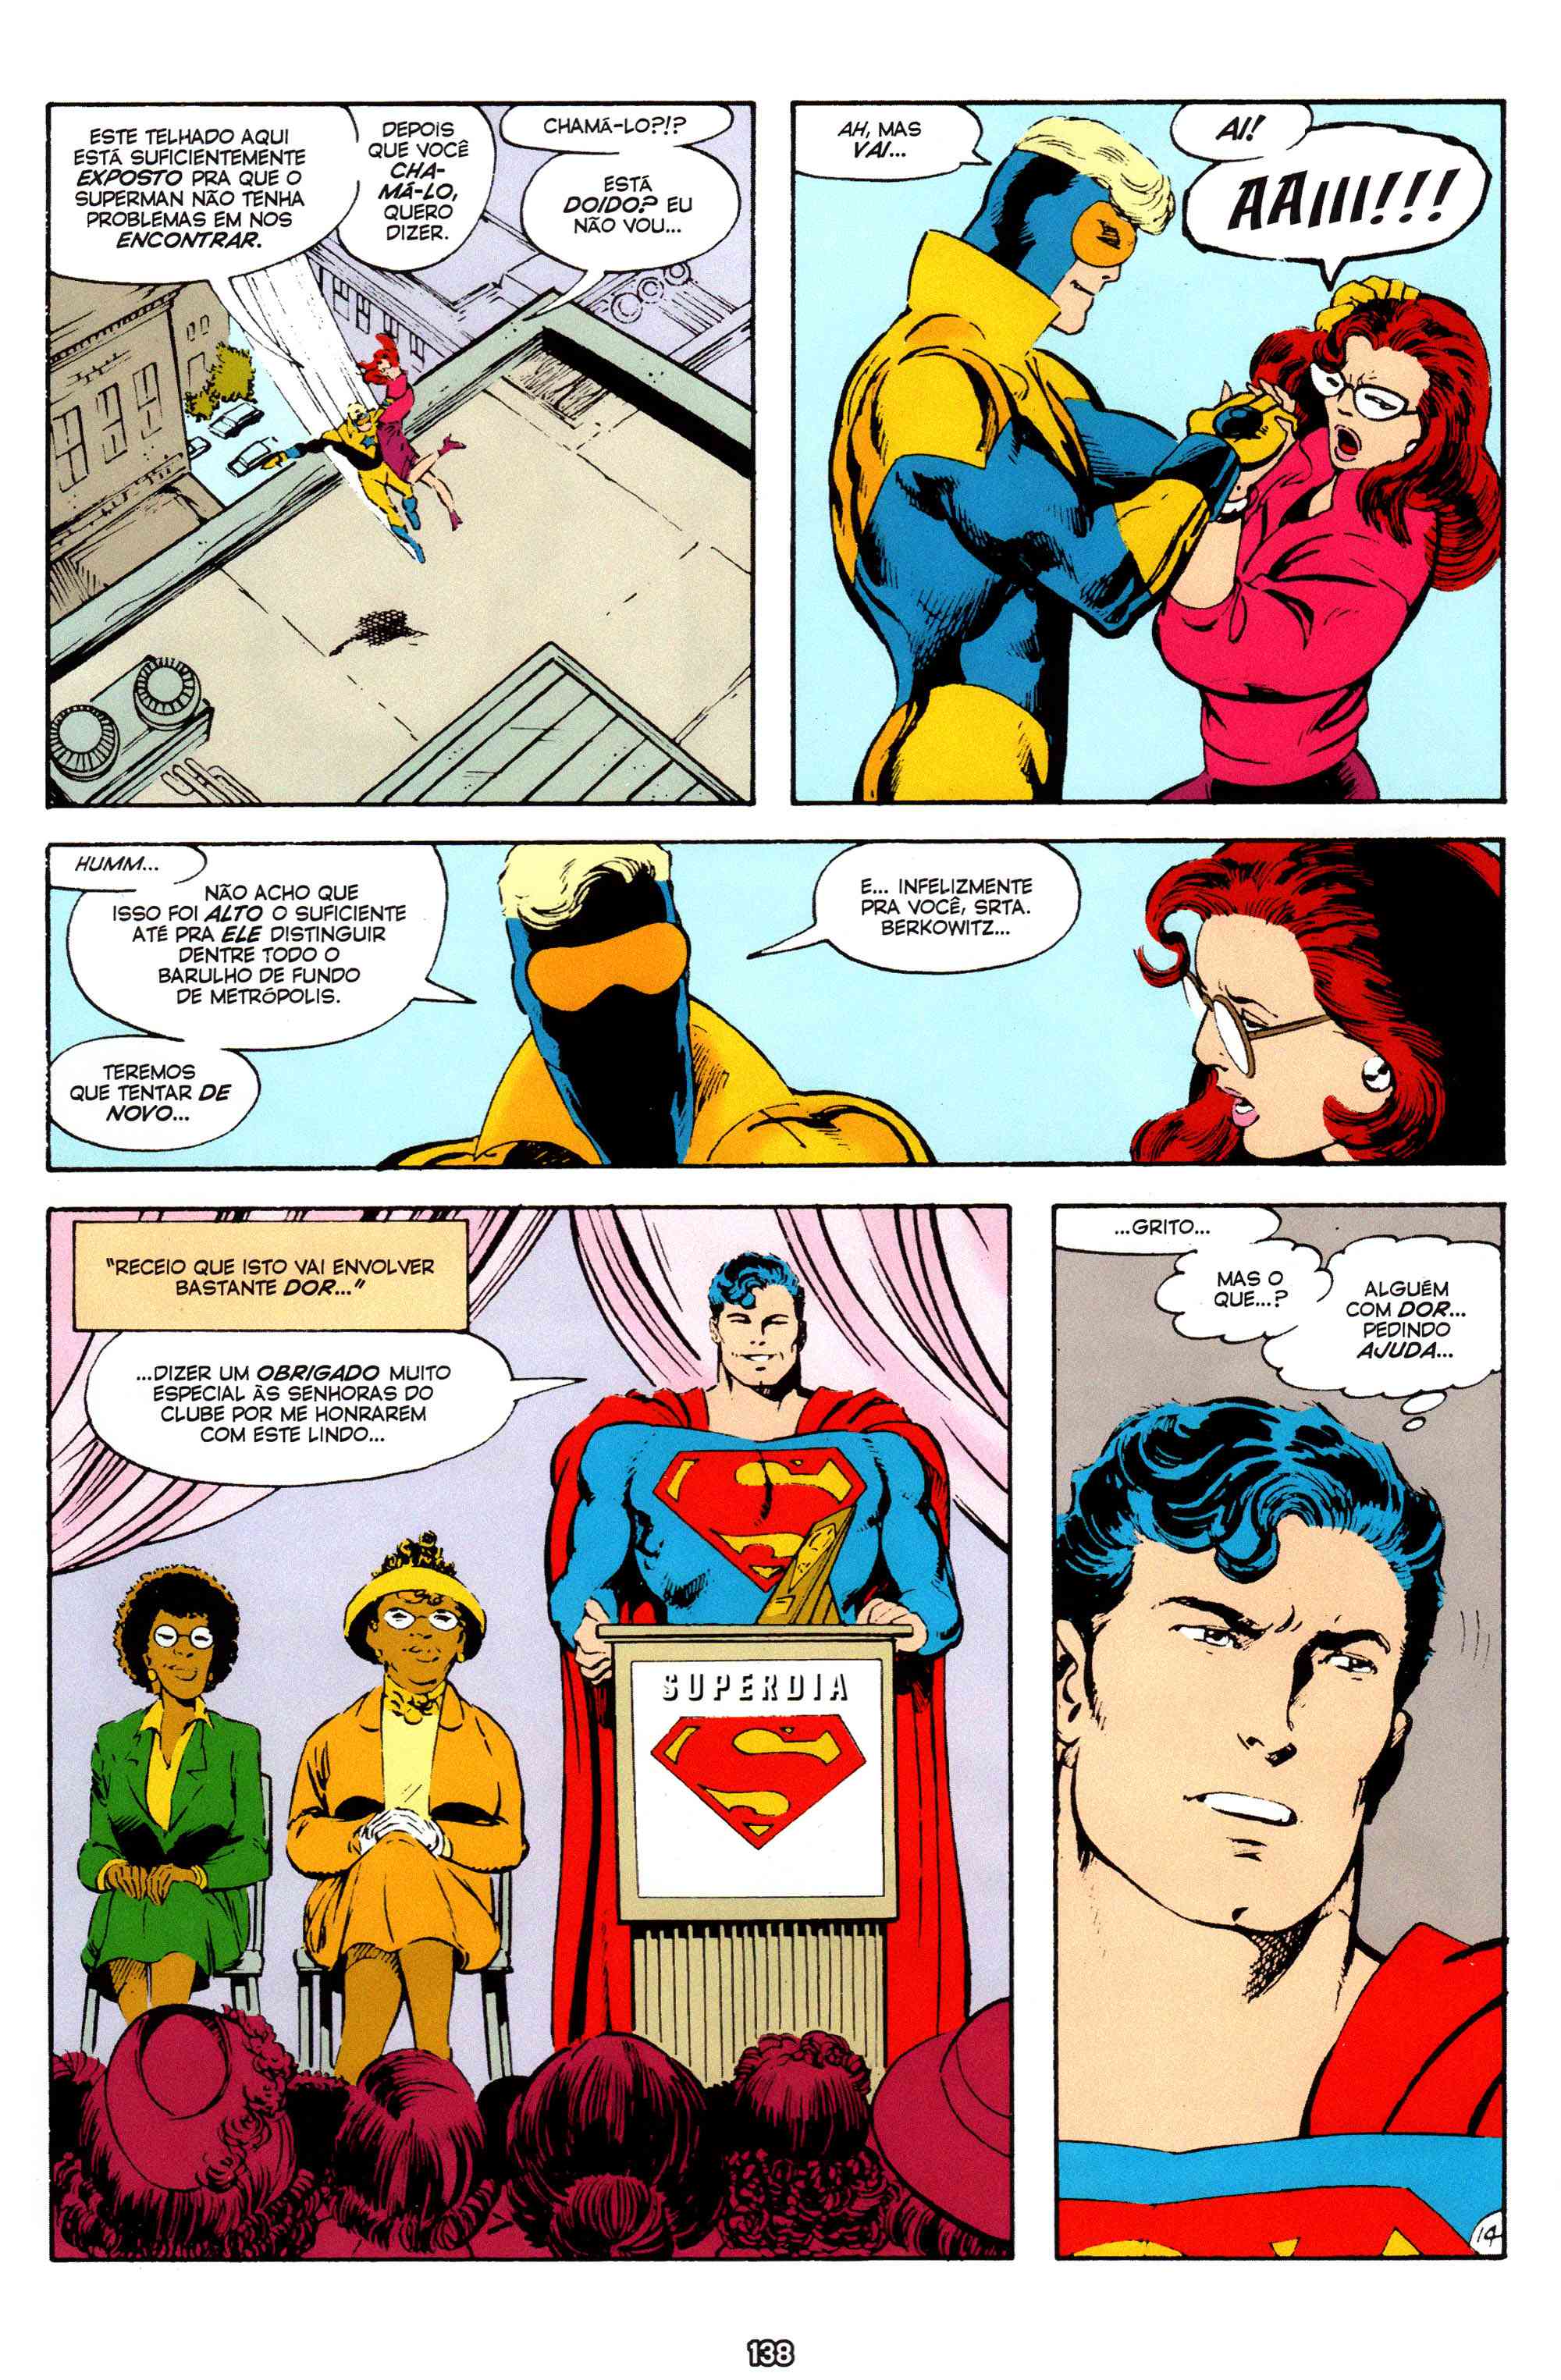 ESTE TELHADO AQUI
ESTÁ SUFICIENTEMENTE
EXPOSTO PRA QUE O
SUPERMAN NÃO TENHA
PROBLEMAS EM NOS
ENCONTRAR.
DEPOIS
QUE VOCÊ
CHA-
MÁ-LO,
QUERO
DIZER.
CHAMÁ-LO?!?
ESTÁ
DOIDO? EU
NÃO VOU...
AH, MAS
VAI...
AI!
AAIIII!!!
HUMM...
NÃO ACHO QUE
ISSO FOI ALTO O SUFICIENTE
ATÉ PRA ELE DISTINGUIR
DENTRE TODO O
BARULHO DE FUNDO
DE METRÓPOLIS.
TEREMOS
QUE TENTAR DE
NOVO...
E... INFELIZMENTE
PRA VOCÊ, SRTA.
BERKOWITZ...
"RECEIO QUE ISTO VAI ENVOLVER
BASTANTE DOR..."
...DIZER UM OBRIGADO MUITO
ESPECIAL ÀS SENHORAS DO
CLUBE POR ME HONRAREM
COM ESTE LINDO...
SUPERDIA
...GRITO...
MAS O
QUE...?
ALGUÉM
COM DOR...
PEDINDO
AJUDA...
14
138